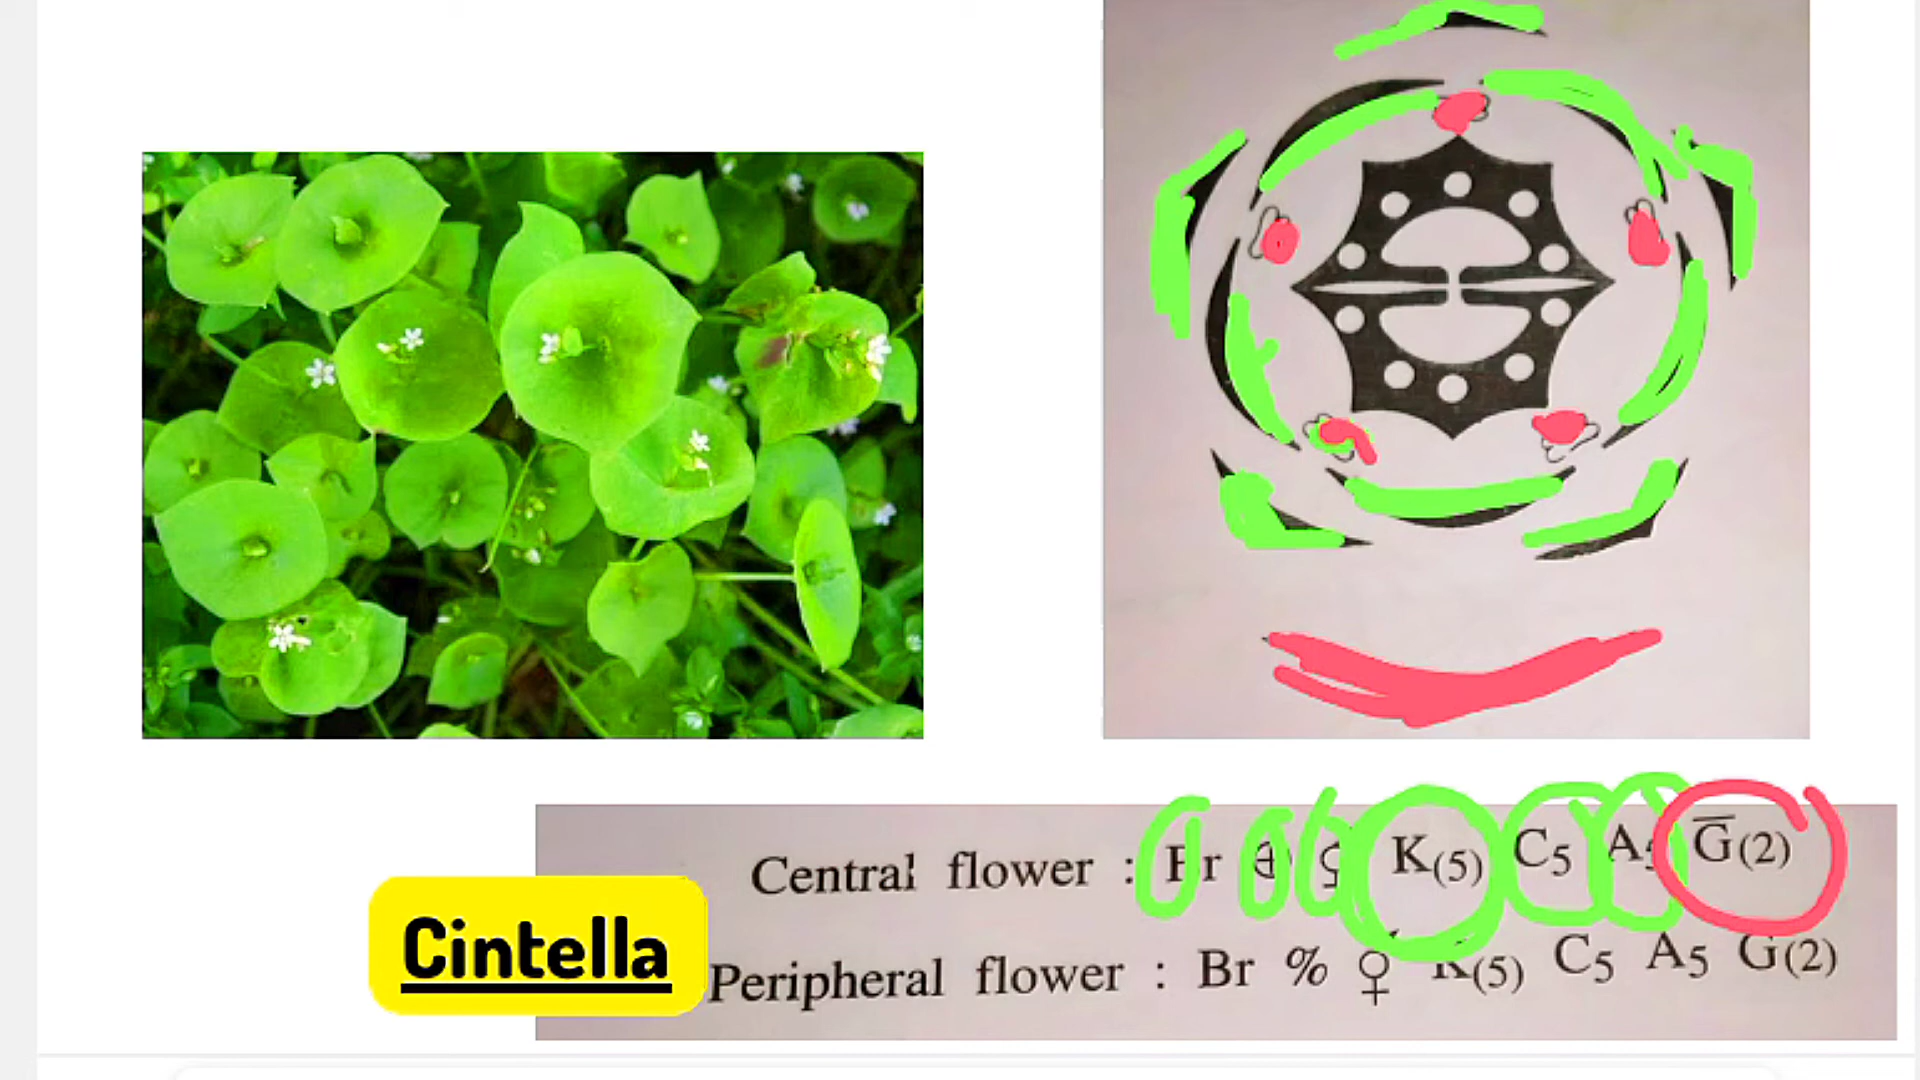 Central flower : Br ⊕ ⚥ K(5) C5 A5 G̅(2)
Cintella
Peripheral flower : Br % ⚥ K(5) C5 A5 G(2)